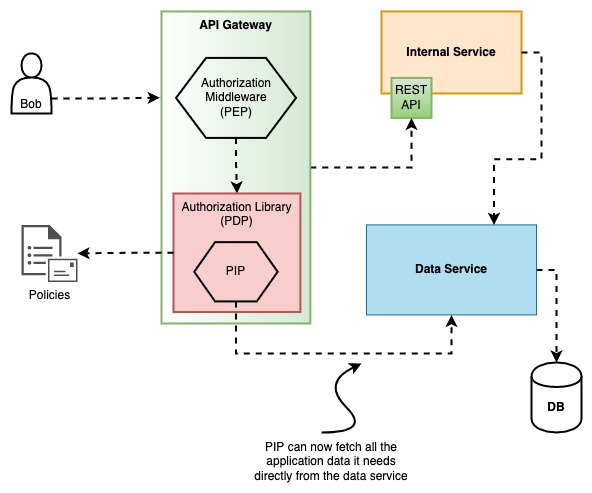 API Gateway
Bob
Authorization
Middleware
(PEP)
Internal Service
REST
API
Authorization Library
(PDP)
PIP
Policies
Data Service
DB
PIP can now fetch all the
application data it needs
directly from the data service